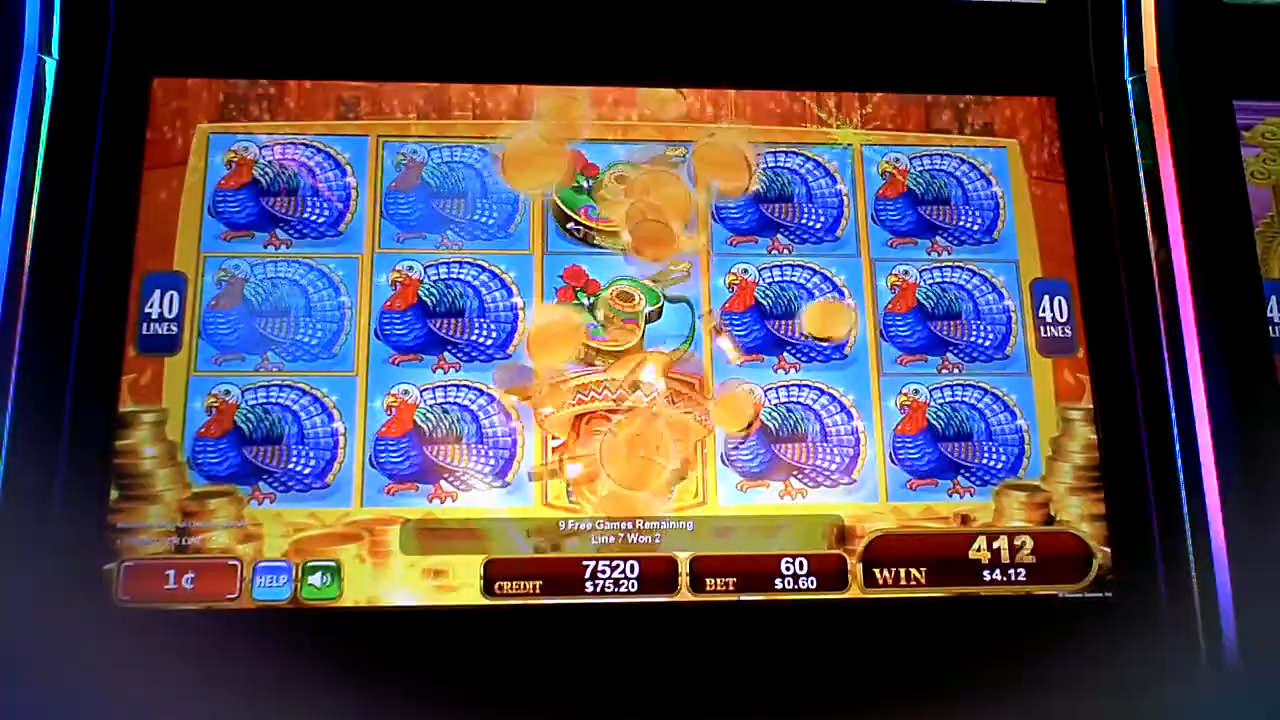 40
LINES
40
LINES
9 Free Games Remaining
Line 7 Won 2
1¢
HELP
CREDIT
7520
$75.20
BET
60
$0.60
WIN
412
$4.12